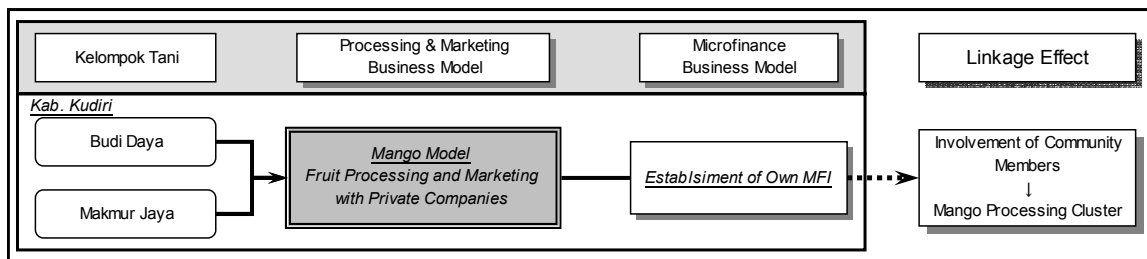 Kelompok Tani
Processing & Marketing
Business Model
Microfinance
Business Model
Linkage Effect
Kab. Kudiri
Budi Daya
Makmur Jaya
Mango Model
Fruit Processing and Marketing
with Private Companies
Establsiment of Own MFI
Involvement of Community
Members
↓
Mango Processing Cluster